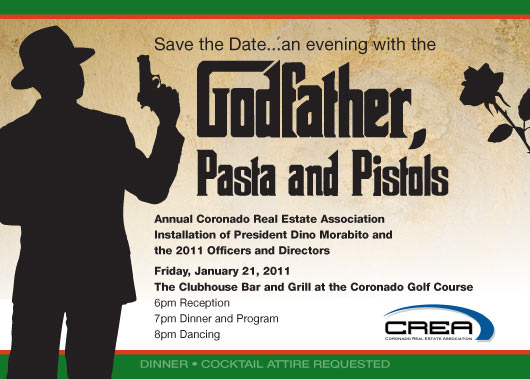 Save the Date...an evening with the
Godfather,
Pasta and Pistols
Annual Coronado Real Estate Association
Installation of President Dino Morabito and
the 2011 Officers and Directors
Friday, January 21, 2011
The Clubhouse Bar and Grill at the Coronado Golf Course
6pm Reception
7pm Dinner and Program
8pm Dancing
CREA
CORONADO REAL ESTATE ASSOCIATION
DINNER • COCKTAIL ATTIRE REQUESTED